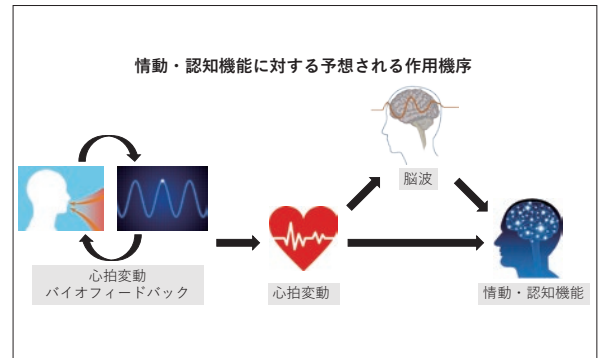 情動・認知機能に対する予想される作用機序
脳波
心拍変動
バイオフィードバック
心拍変動
情動・認知機能